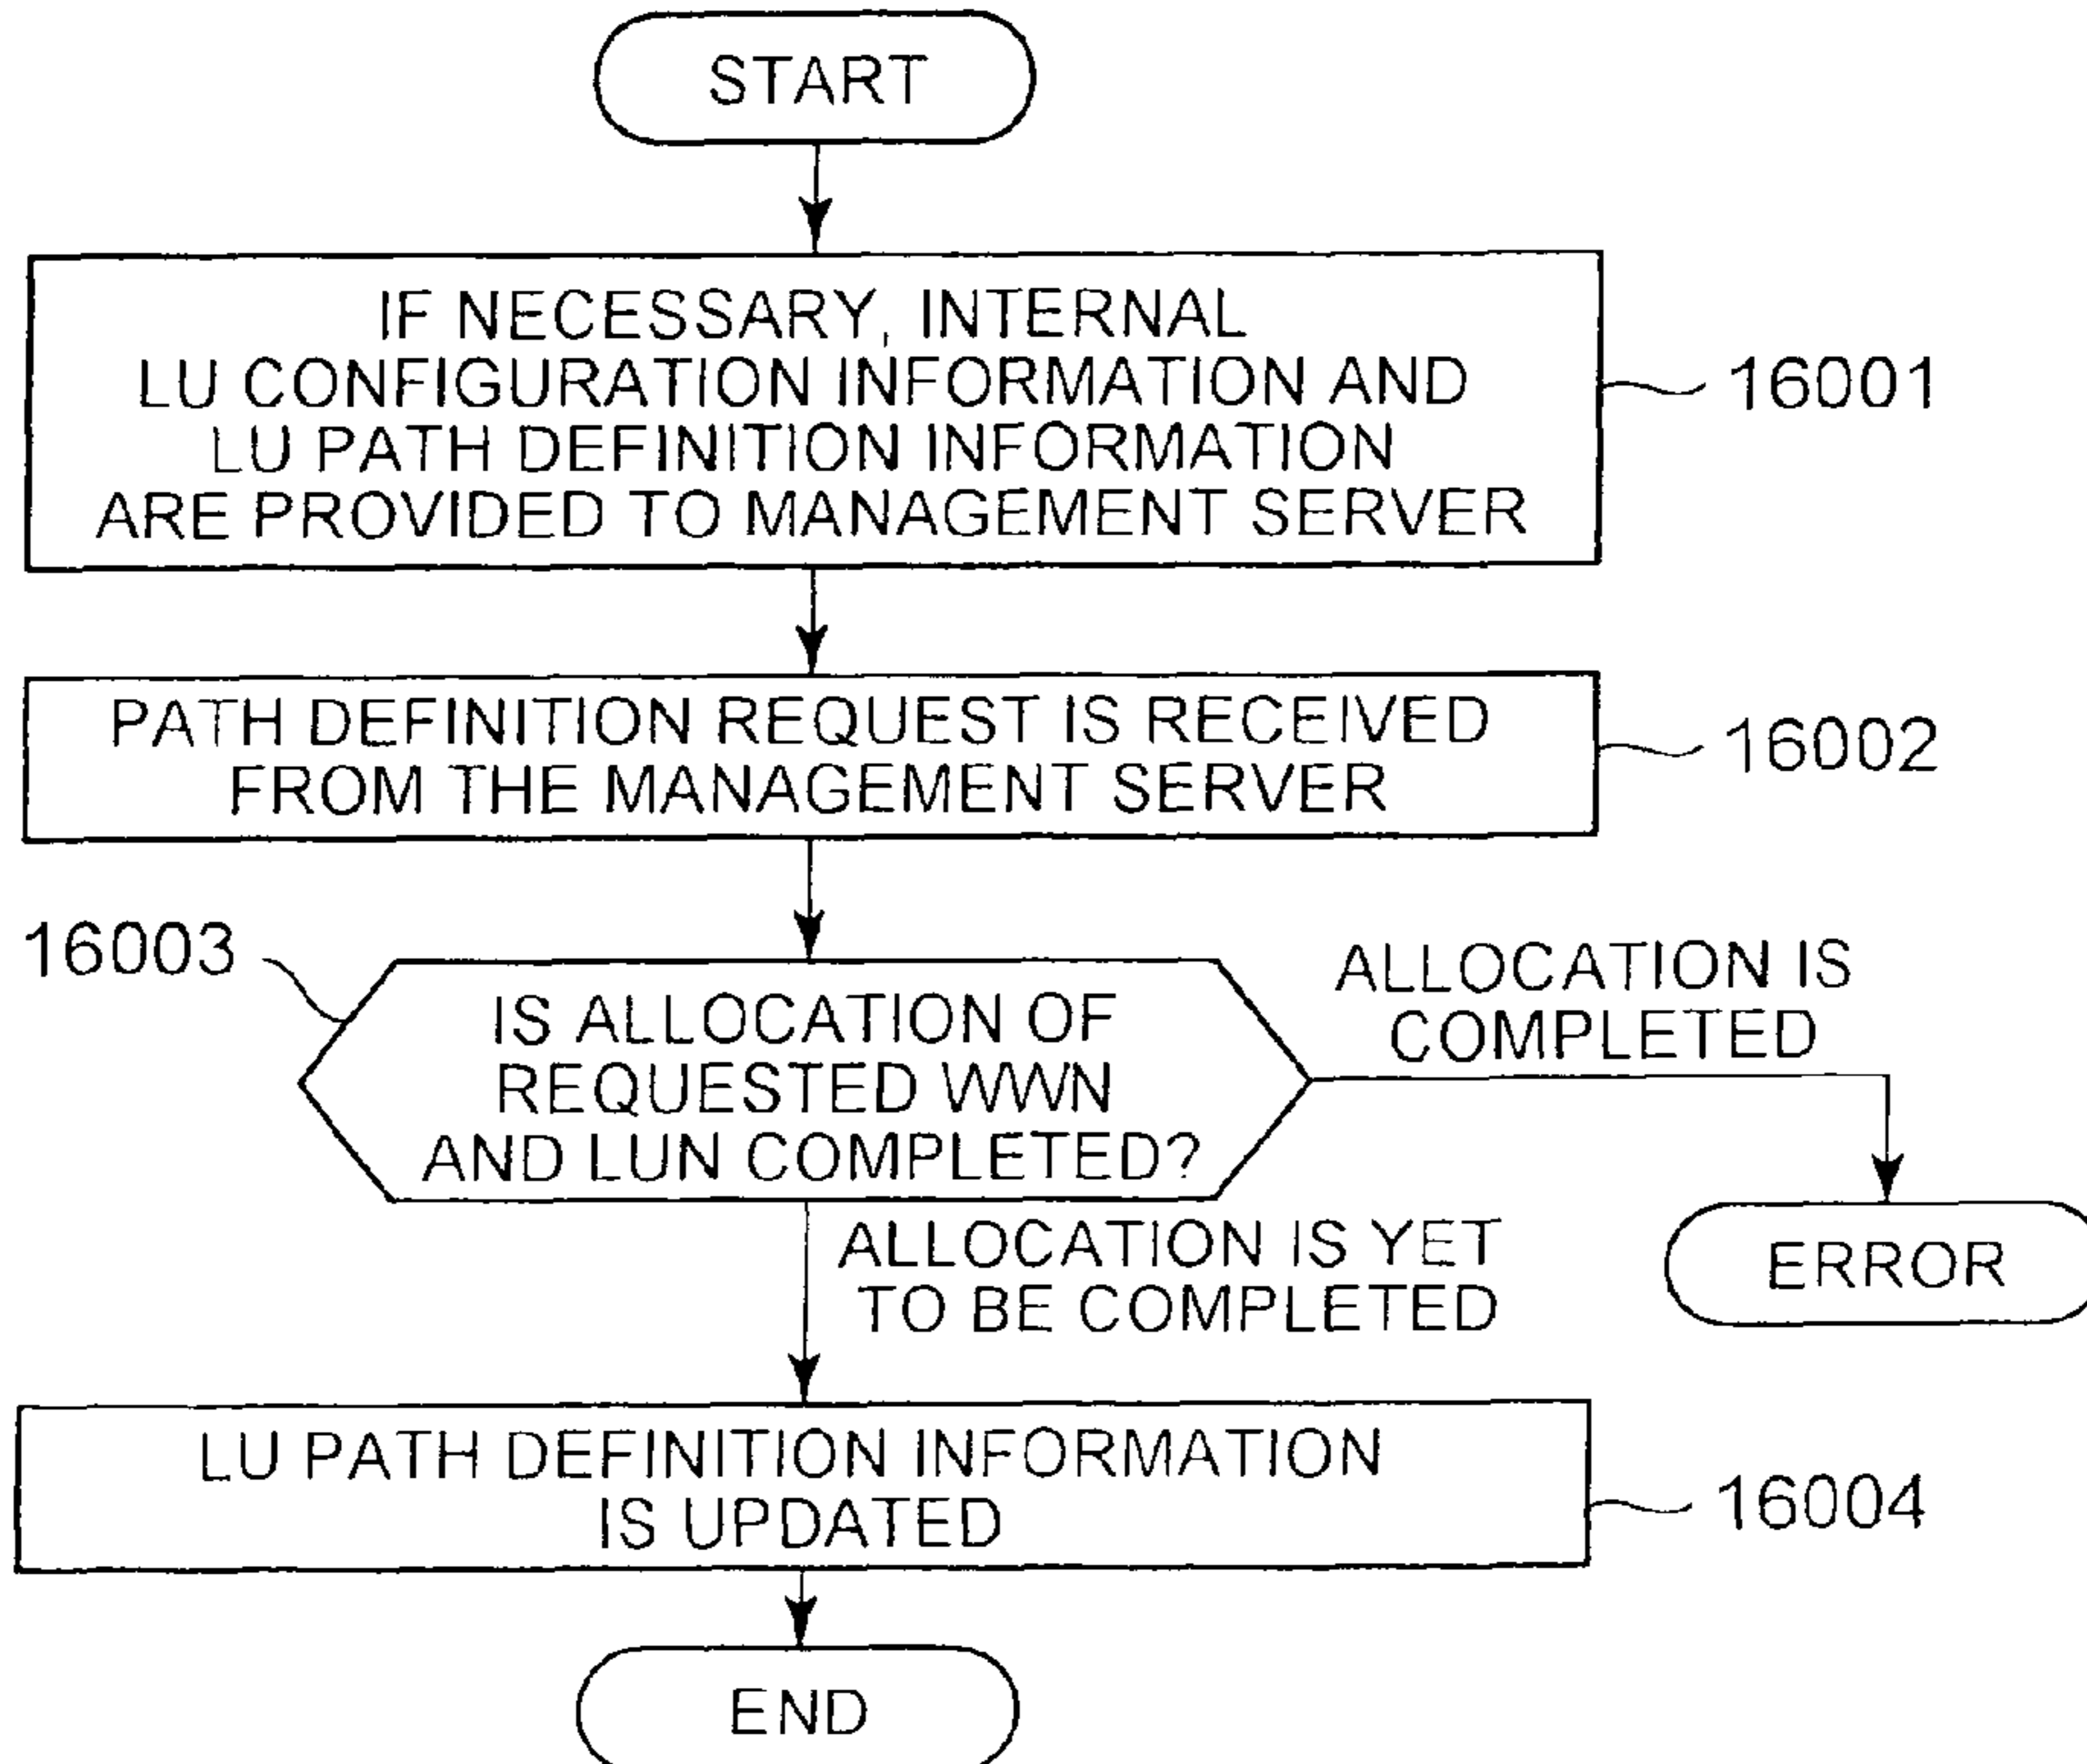 START
IF NECESSARY, INTERNAL
LU CONFIGURATION INFORMATION AND
LU PATH DEFINITION INFORMATION
ARE PROVIDED TO MANAGEMENT SERVER
16001
PATH DEFINITION REQUEST IS RECEIVED
FROM THE MANAGEMENT SERVER
16002
16003
IS ALLOCATION OF
REQUESTED WWN
AND LUN COMPLETED?
ALLOCATION IS
COMPLETED
ERROR
ALLOCATION IS YET
TO BE COMPLETED
LU PATH DEFINITION INFORMATION
IS UPDATED
16004
END